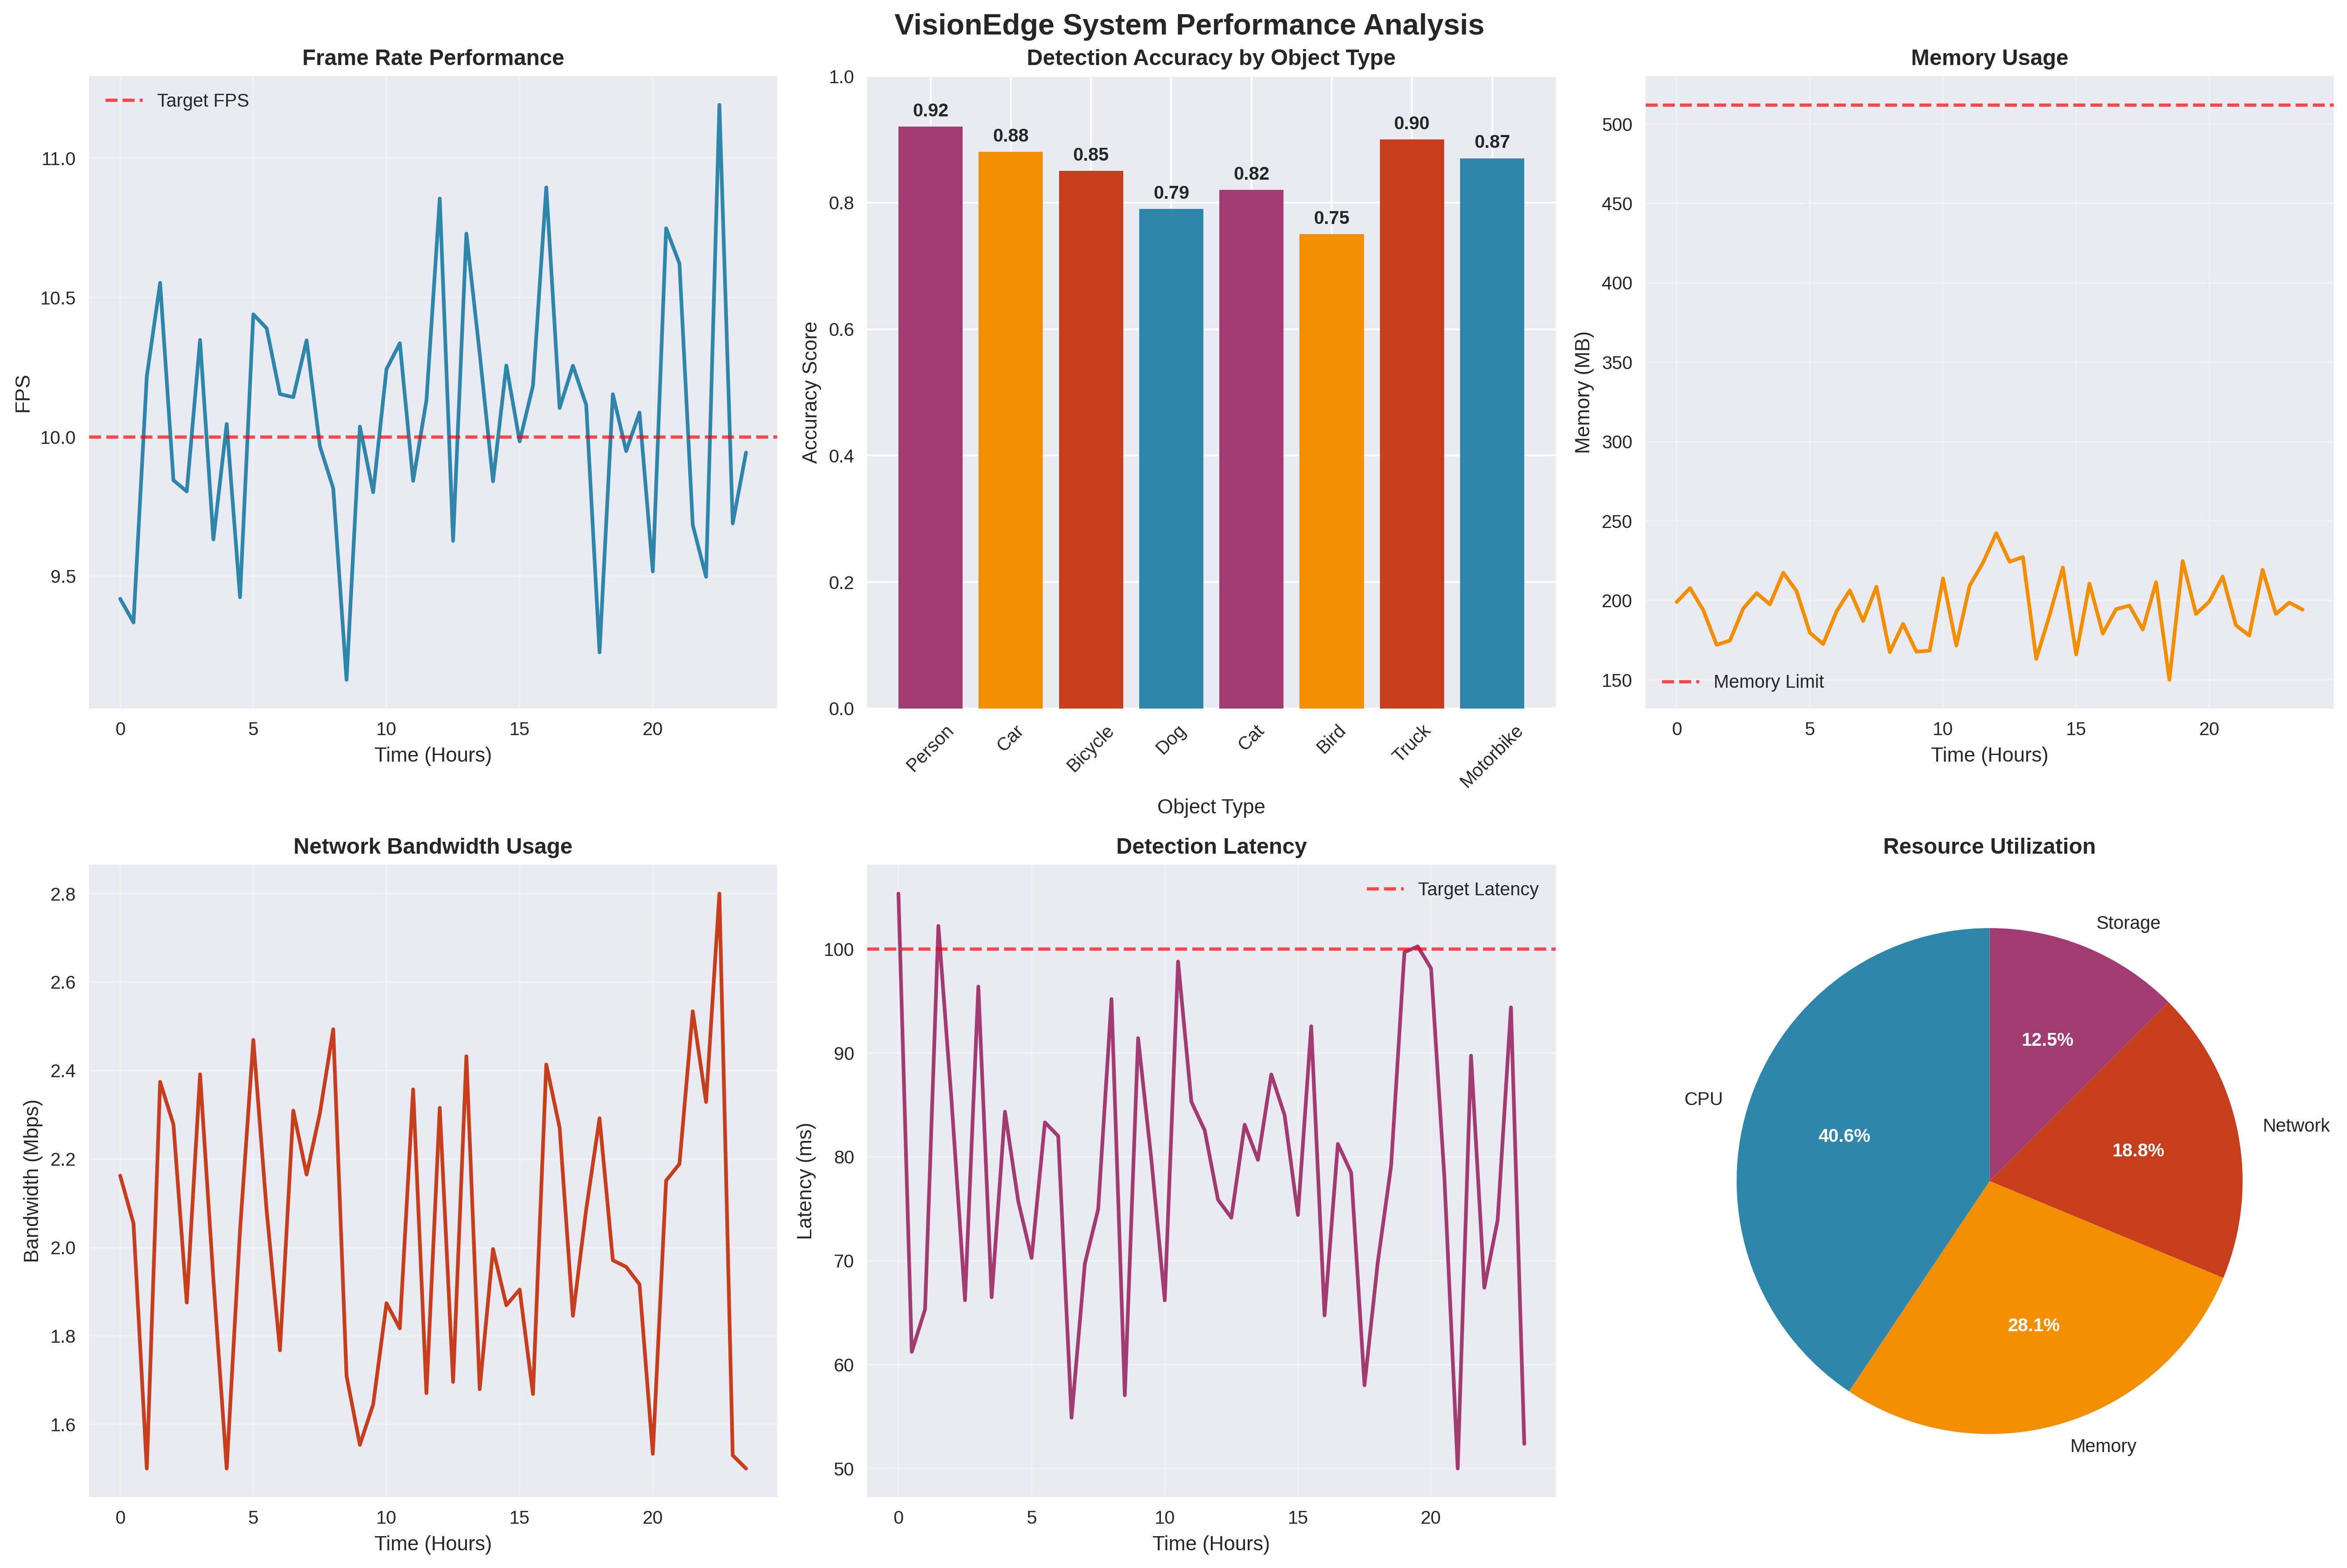 VisionEdge System Performance Analysis
Frame Rate Performance
Target FPS
11.0
10.5
10.0
9.5
FPS
0 5 10 15 20
Time (Hours)
Detection Accuracy by Object Type
1.0
0.8
0.6
0.4
0.2
0.0
Accuracy Score
0.92
0.88
0.85
0.79
0.82
0.75
0.90
0.87
Person
Car
Bicycle
Dog
Cat
Bird
Truck
Motorbike
Object Type
Memory Usage
500
450
400
350
300
250
200
150
Memory (MB)
Memory Limit
0 5 10 15 20
Time (Hours)
Network Bandwidth Usage
2.8
2.6
2.4
2.2
2.0
1.8
1.6
Bandwidth (Mbps)
0 5 10 15 20
Time (Hours)
Detection Latency
Target Latency
100
90
80
70
60
50
Latency (ms)
0 5 10 15 20
Time (Hours)
Resource Utilization
Storage
12.5%
CPU
40.6%
Network
18.8%
28.1%
Memory